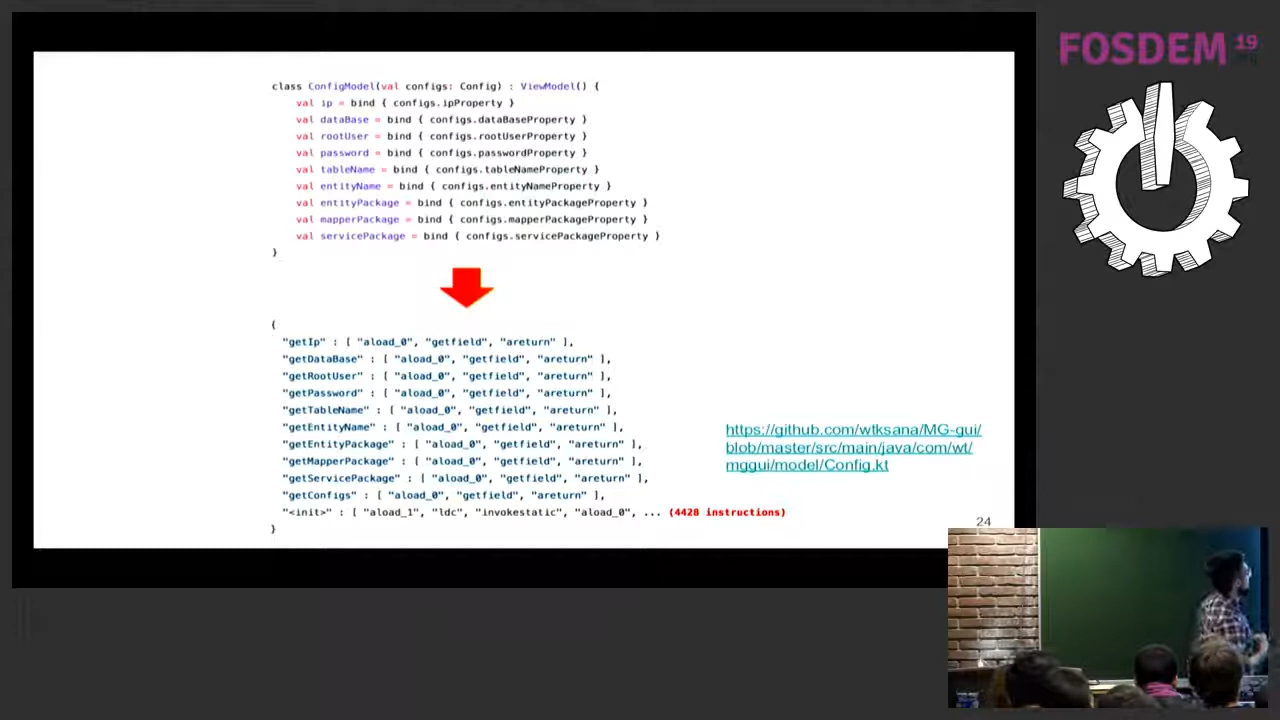 FOSDEM 19
class ConfigModel(val configs: Config) : ViewModel() {
val ip = bind { configs.ipProperty }
val dataBase = bind { configs.dataBaseProperty }
val rootUser = bind { configs.rootUserProperty }
val password = bind { configs.passwordProperty }
val tableName = bind { configs.tableNameProperty }
val entityName = bind { configs.entityNameProperty }
val entityPackage = bind { configs.entityPackageProperty }
val mapperPackage = bind { configs.mapperPackageProperty }
val servicePackage = bind { configs.servicePackageProperty }
}
{
"getIp" : [ "aload_0", "getfield", "areturn" ],
"getDataBase" : [ "aload_0", "getfield", "areturn" ],
"getRootUser" : [ "aload_0", "getfield", "areturn" ],
"getPassword" : [ "aload_0", "getfield", "areturn" ],
"getTableName" : [ "aload_0", "getfield", "areturn" ],
"getEntityName" : [ "aload_0", "getfield", "areturn" ],
"getEntityPackage" : [ "aload_0", "getfield", "areturn" ],
"getMapperPackage" : [ "aload_0", "getfield", "areturn" ],
"getServicePackage" : [ "aload_0", "getfield", "areturn" ],
"getConfigs" : [ "aload_0", "getfield", "areturn" ],
"<init>" : [ "aload_1", "ldc", "invokestatic", "aload_0", ... (4428 instructions)
}
https://github.com/wtksana/MG-gui/
blob/master/src/main/java/com/wt/
mggui/model/Config.kt
24